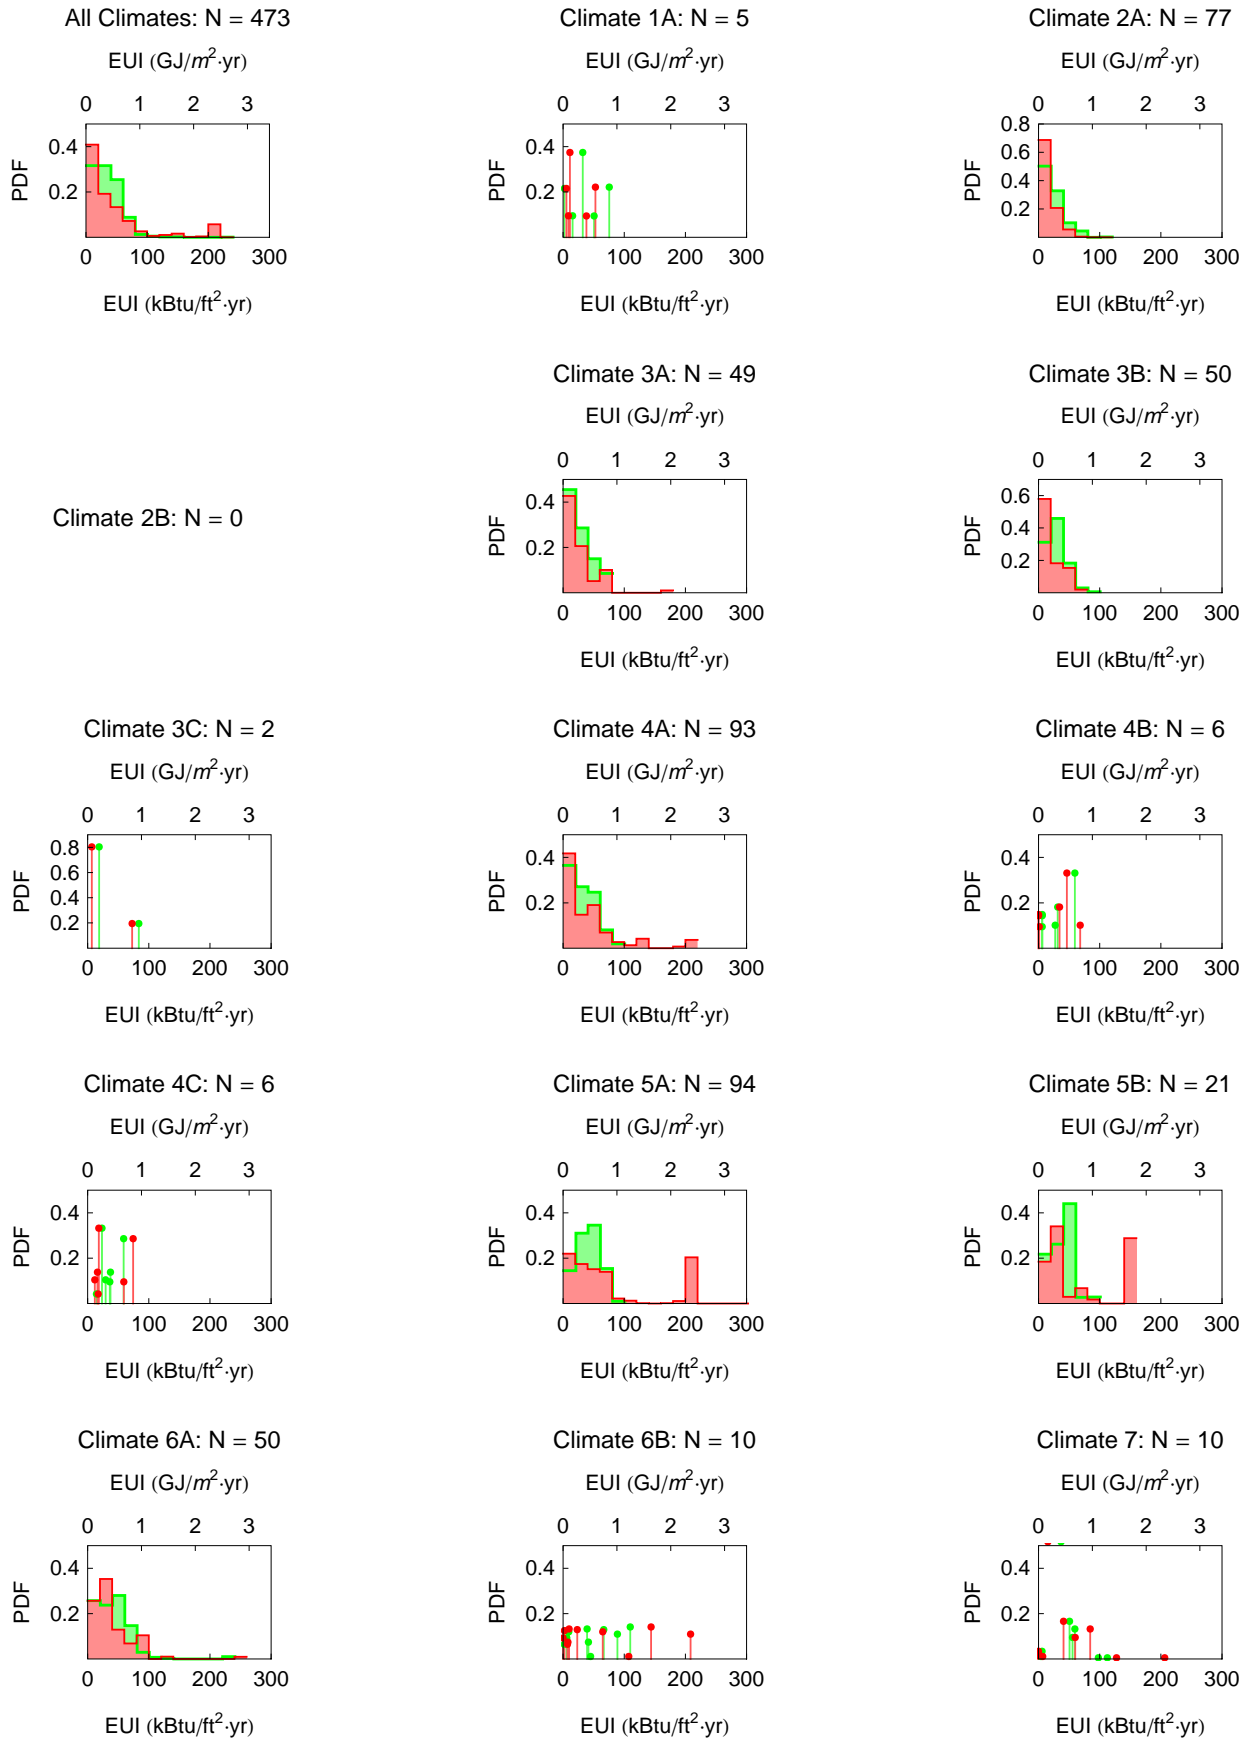 All Climates: N = 473
EUI (GJ/m²·yr)
0 1 2 3
PDF
0.4
0.2
0 100 200 300
EUI (kBtu/ft²·yr)
Climate 1A: N = 5
EUI (GJ/m²·yr)
0 1 2 3
PDF
0.4
0.2
0 100 200 300
EUI (kBtu/ft²·yr)
Climate 2A: N = 77
EUI (GJ/m²·yr)
0 1 2 3
PDF
0.8
0.6
0.4
0.2
0 100 200 300
EUI (kBtu/ft²·yr)
Climate 2B: N = 0
Climate 3A: N = 49
EUI (GJ/m²·yr)
0 1 2 3
PDF
0.4
0.2
0 100 200 300
EUI (kBtu/ft²·yr)
Climate 3B: N = 50
EUI (GJ/m²·yr)
0 1 2 3
PDF
0.6
0.4
0.2
0 100 200 300
EUI (kBtu/ft²·yr)
Climate 3C: N = 2
EUI (GJ/m²·yr)
0 1 2 3
PDF
0.8
0.6
0.4
0.2
0 100 200 300
EUI (kBtu/ft²·yr)
Climate 4A: N = 93
EUI (GJ/m²·yr)
0 1 2 3
PDF
0.4
0.2
0 100 200 300
EUI (kBtu/ft²·yr)
Climate 4B: N = 6
EUI (GJ/m²·yr)
0 1 2 3
PDF
0.4
0.2
0 100 200 300
EUI (kBtu/ft²·yr)
Climate 4C: N = 6
EUI (GJ/m²·yr)
0 1 2 3
PDF
0.4
0.2
0 100 200 300
EUI (kBtu/ft²·yr)
Climate 5A: N = 94
EUI (GJ/m²·yr)
0 1 2 3
PDF
0.4
0.2
0 100 200 300
EUI (kBtu/ft²·yr)
Climate 5B: N = 21
EUI (GJ/m²·yr)
0 1 2 3
PDF
0.4
0.2
0 100 200 300
EUI (kBtu/ft²·yr)
Climate 6A: N = 50
EUI (GJ/m²·yr)
0 1 2 3
PDF
0.4
0.2
0 100 200 300
EUI (kBtu/ft²·yr)
Climate 6B: N = 10
EUI (GJ/m²·yr)
0 1 2 3
PDF
0.4
0.2
0 100 200 300
EUI (kBtu/ft²·yr)
Climate 7: N = 10
EUI (GJ/m²·yr)
0 1 2 3
PDF
0.4
0.2
0 100 200 300
EUI (kBtu/ft²·yr)